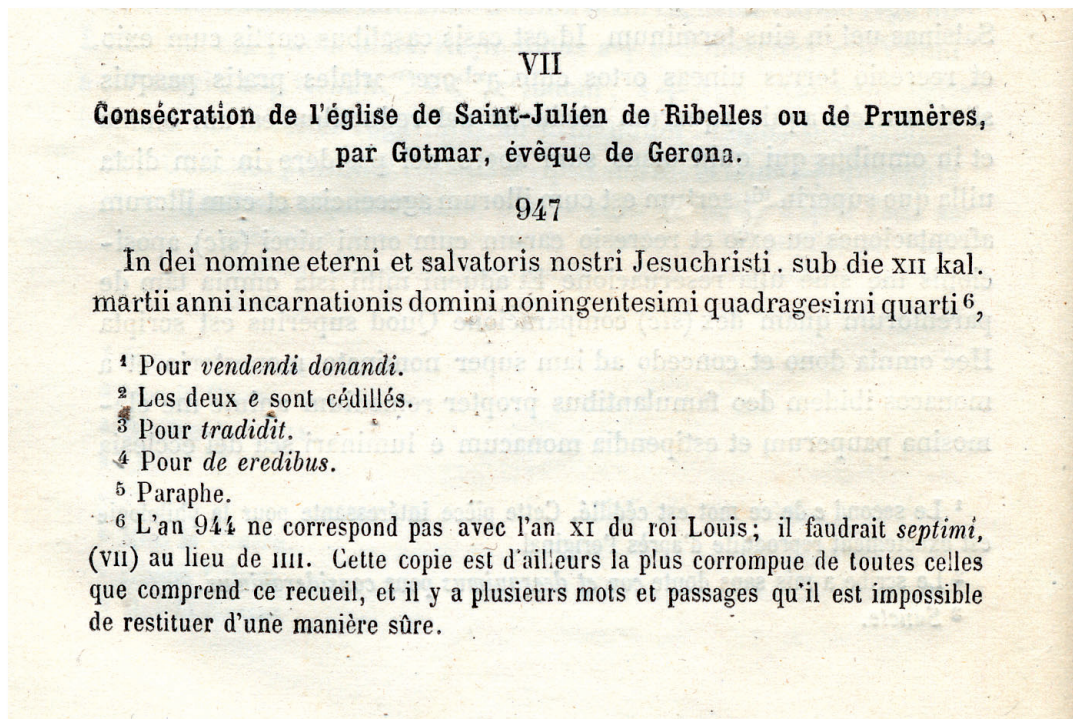 VII
Consécration de l'église de Saint-Julien de Ribelles ou de Prunères,
par Gotmar, évêque de Gerona.
947
In dei nomine eterni et salvatoris nostri Jesuchristi. sub die XII kal.
martii anni incarnationis domini noningentesimi quadragesimi quarti ⁶,
¹ Pour vendendi donandi.
² Les deux e sont cédillés.
³ Pour tradidit.
⁴ Pour de eredibus.
⁵ Paraphe.
⁶ L'an 944 ne correspond pas avec l'an XI du roi Louis; il faudrait septimi,
(VII) au lieu de IIII. Cette copie est d'ailleurs la plus corrompue de toutes celles
que comprend ce recueil, et il y a plusieurs mots et passages qu'il est impossible
de restituer d'une manière sûre.